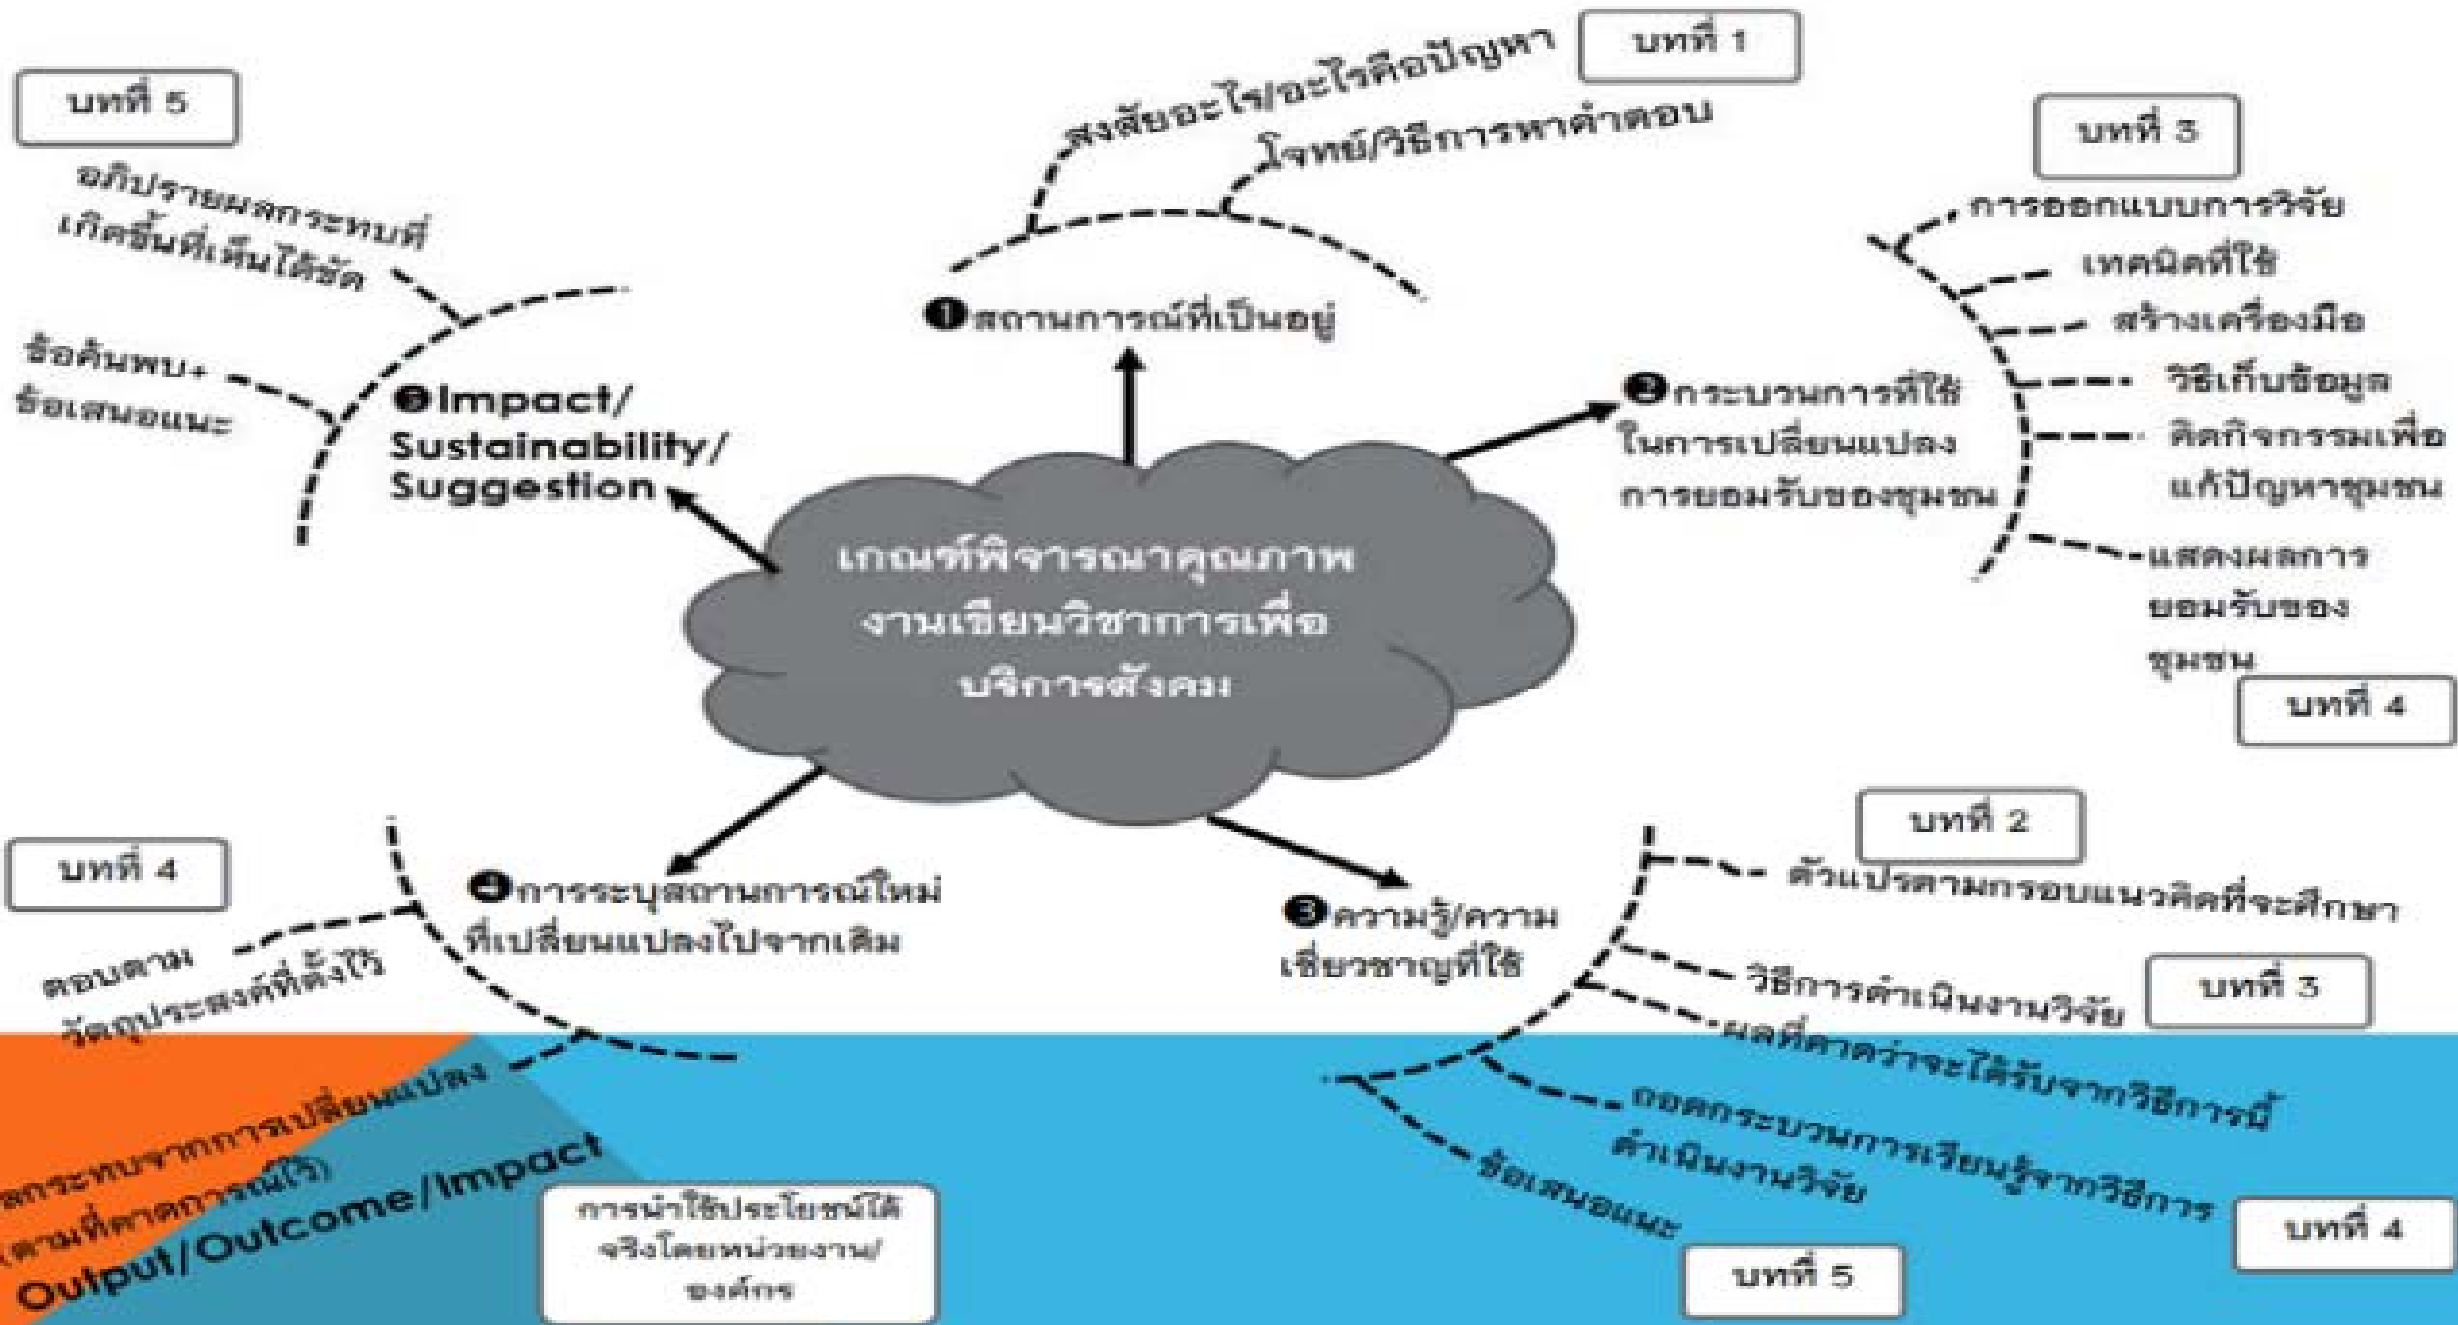 เกณฑ์พิจารณาคุณภาพ
งานเขียนวิชาการเพื่อ
บริการสังคม
❶สถานการณ์ที่เป็นอยู่
สงสัยอะไร/อะไรคือปัญหา
บทที่ 1
โจทย์/วิธีการหาคำตอบ
❷กระบวนการที่ใช้
ในการเปลี่ยนแปลง
การยอมรับของชุมชน
บทที่ 3
การออกแบบการวิจัย
เทคนิคที่ใช้
สร้างเครื่องมือ
วิธีเก็บข้อมูล
คิดกิจกรรมเพื่อ
แก้ปัญหาชุมชน
แสดงผลการ
ยอมรับของ
ชุมชน
บทที่ 4
❸ความรู้/ความ
เชี่ยวชาญที่ใช้
บทที่ 2
ตัวแปรตามกรอบแนวคิดที่จะศึกษา
วิธีการดำเนินงานวิจัย
บทที่ 3
ผลที่คาดว่าจะได้รับจากวิธีการนี้
ถอดกระบวนการเรียนรู้จากวิธีการ
ดำเนินงานวิจัย
บทที่ 4
ข้อเสนอแนะ
บทที่ 5
❹การระบุสถานการณ์ใหม่
ที่เปลี่ยนแปลงไปจากเดิม
บทที่ 4
ตอบตาม
วัตถุประสงค์ที่ตั้งไว้
ลกระทบจากการเปลี่ยนแปลง
(ตามที่คาดการณ์ไว้)
Output/Outcome/Impact
การนำใช้ประโยชน์ได้
จริงโดยหน่วยงาน/
องค์กร
❺Impact/
Sustainability/
Suggestion
บทที่ 5
อภิปรายผลกระทบที่
เกิดขึ้นที่เห็นได้ชัด
ข้อค้นพบ+
ข้อเสนอแนะ